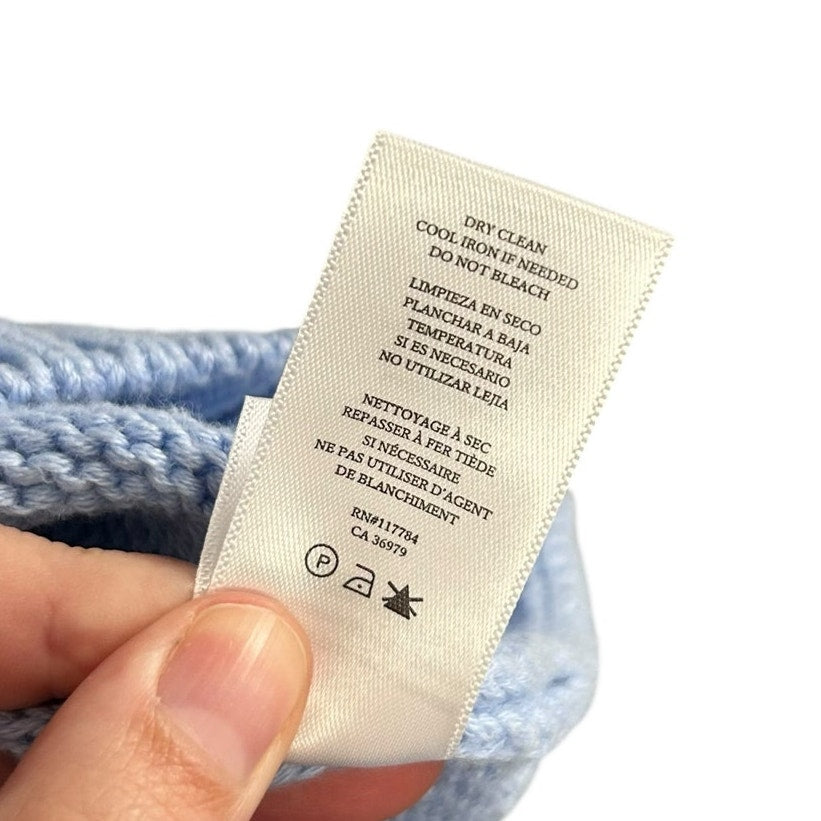 DRY CLEAN
COOL IRON IF NEEDED
DO NOT BLEACH
LIMPIEZA EN SECO
PLANCHAR A BAJA
TEMPERATURA
SI ES NECESARIO
NO UTILIZAR LEJIA
NETTOYAGE À SEC
REPASSER À FER TIÈDE
SI NÉCESSAIRE
NE PAS UTILISER D'AGENT
DE BLANCHIMENT
RN#117784
CA 36979
P